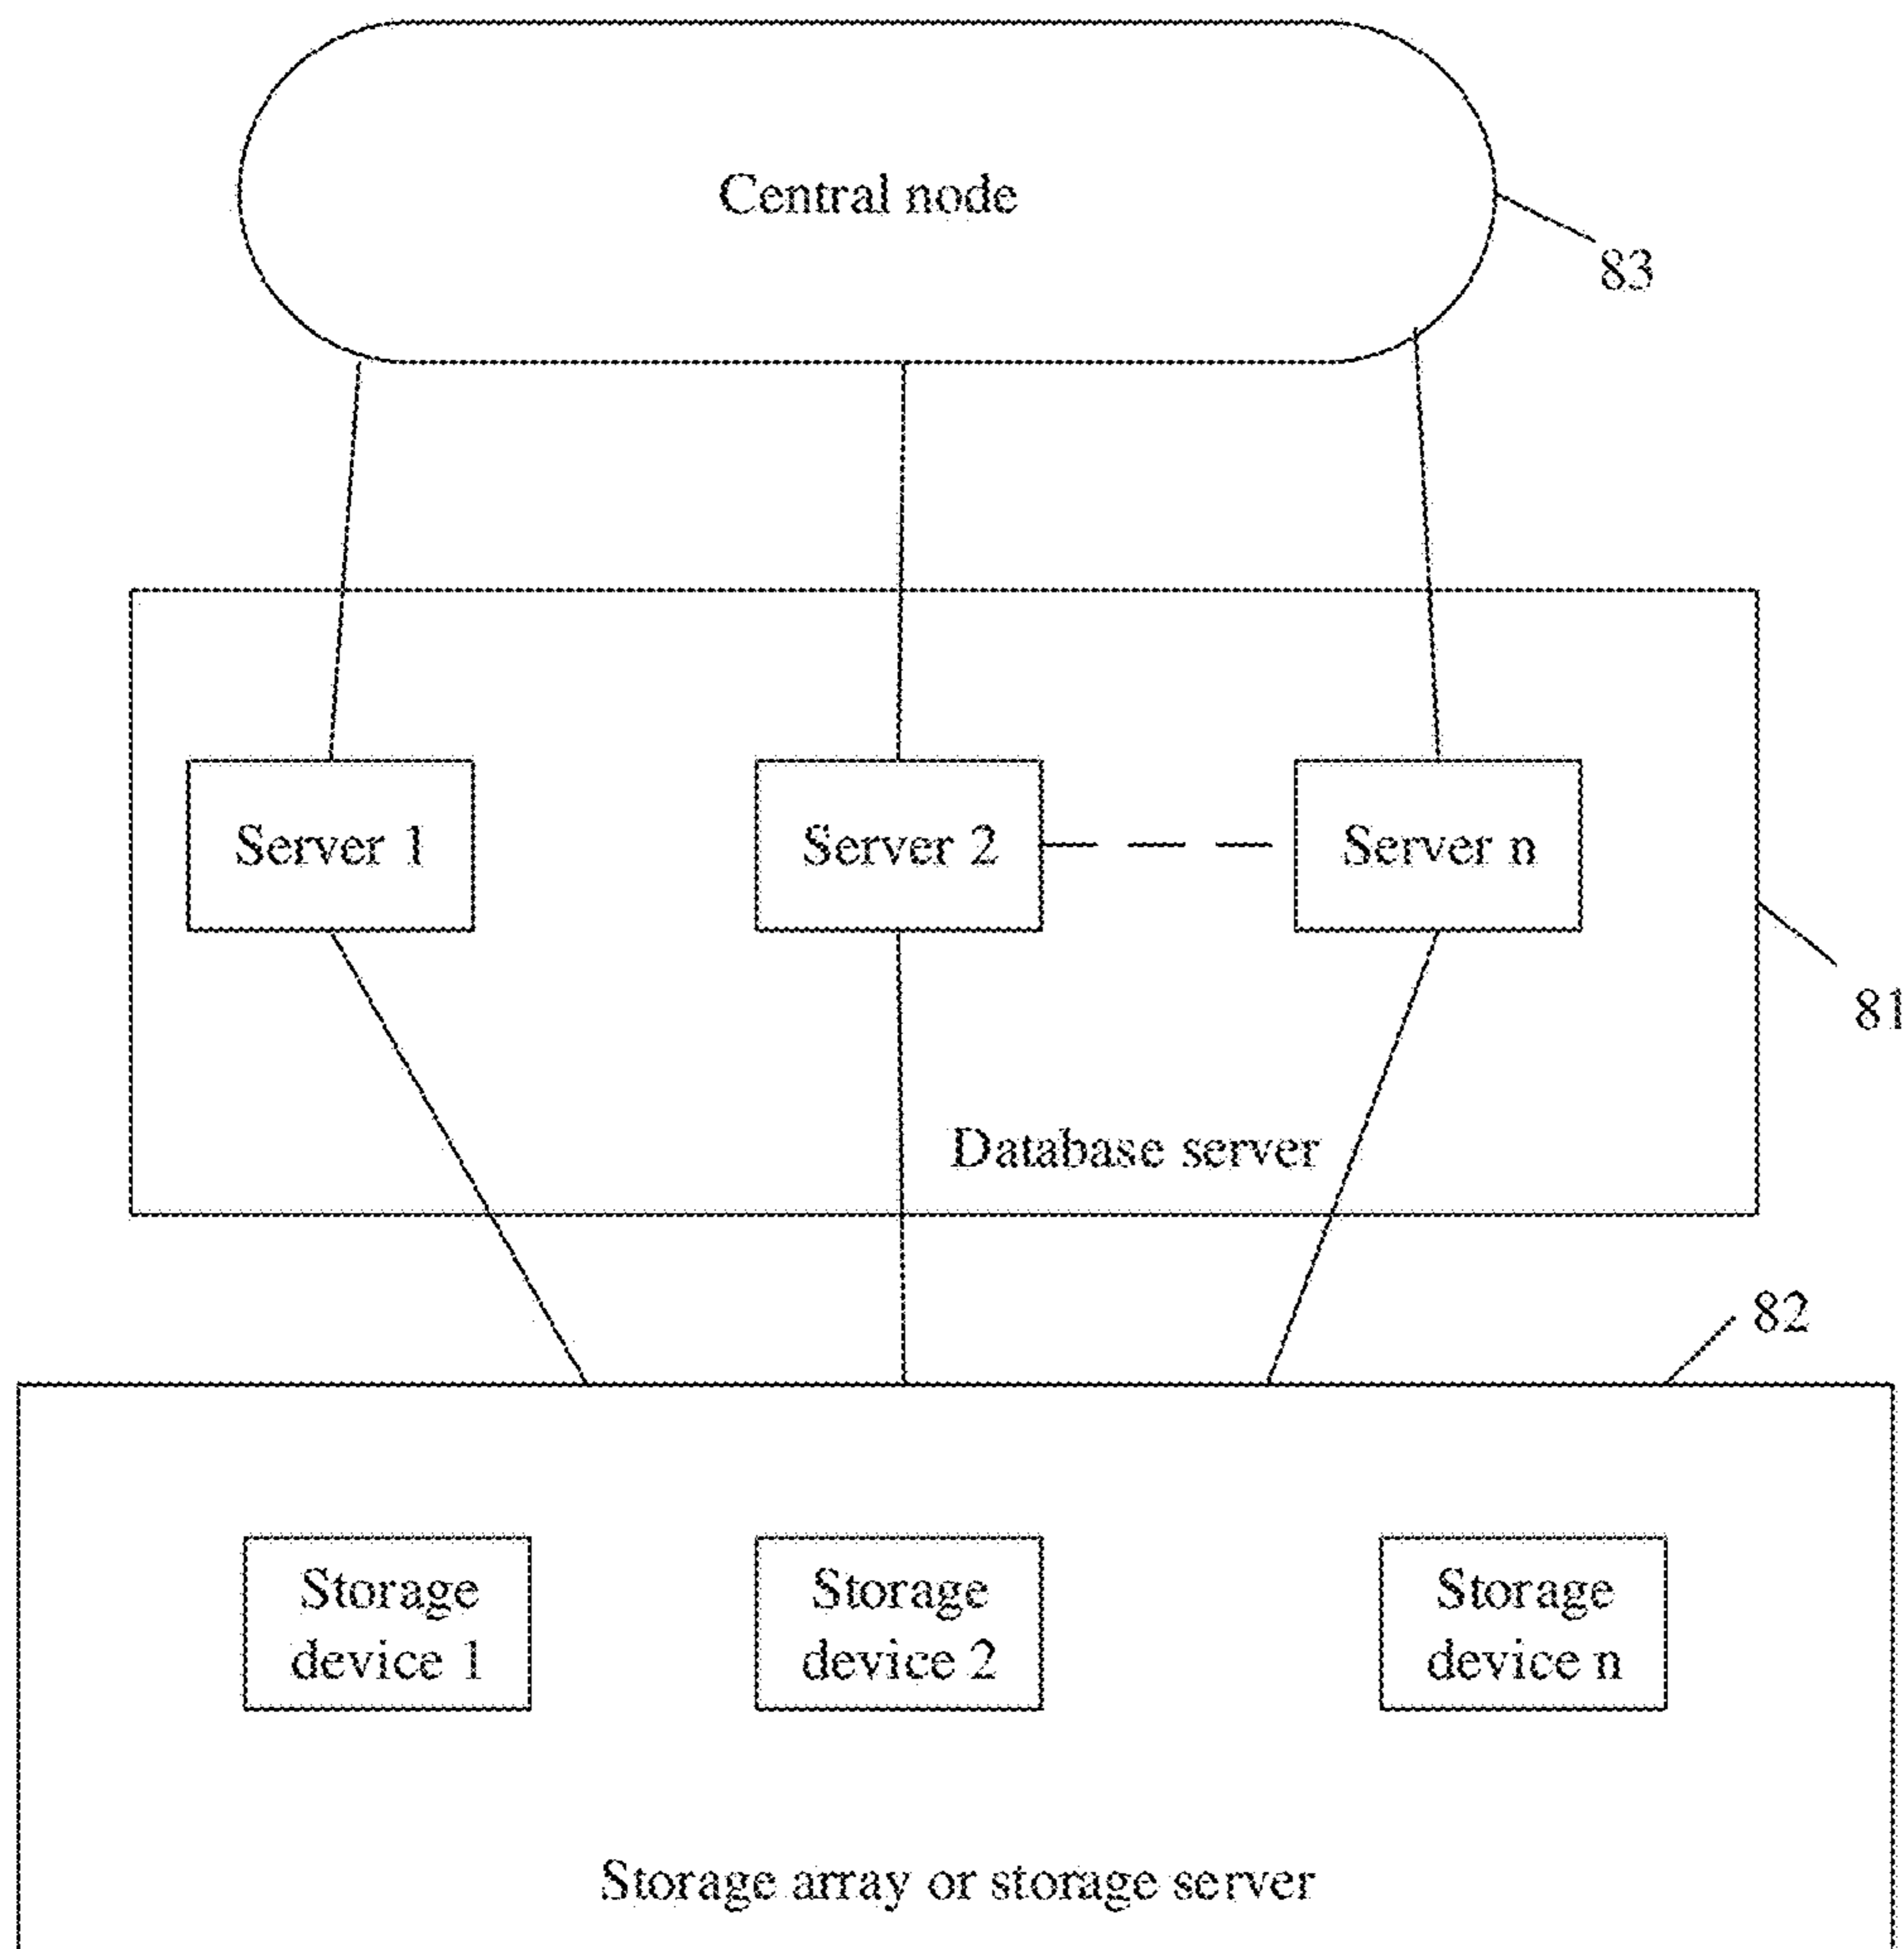 Central node
83
Server 1
Server 2
Server n
81
Database server
82
Storage
device 1
Storage
device 2
Storage
device n
Storage array or storage server